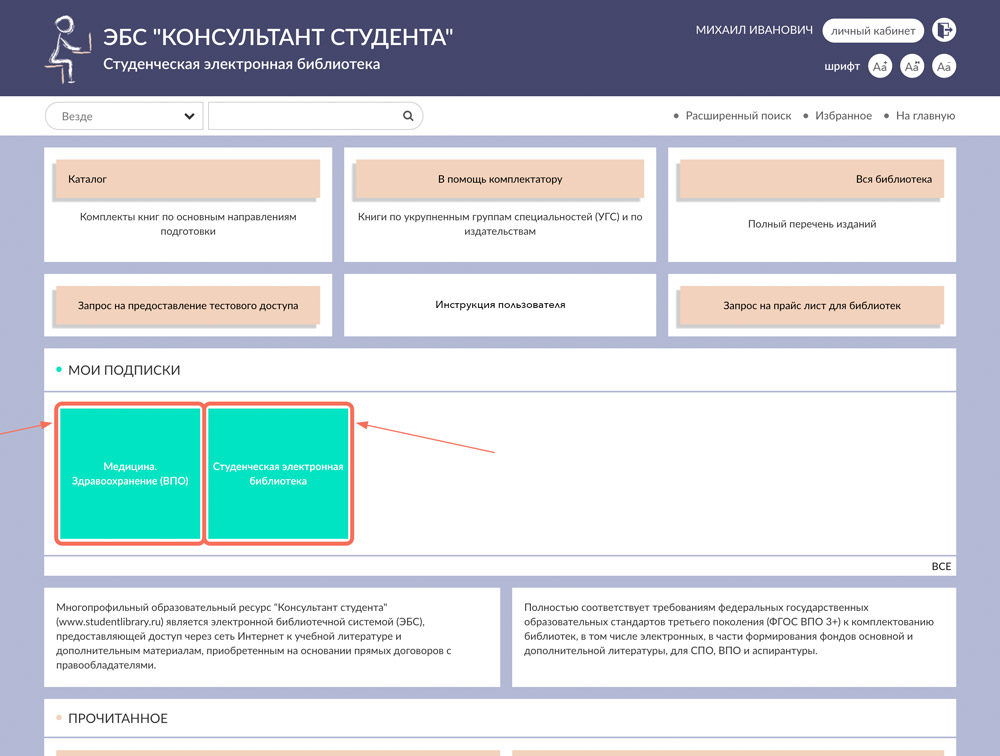 ЭБС "КОНСУЛЬТАНТ СТУДЕНТА"
Студенческая электронная библиотека
МИХАИЛ ИВАНОВИЧ
личный кабинет
шрифт
Aa+
Aa++
Aa-
Везде
Расширенный поиск
Избранное
На главную
Каталог
Комплекты книг по основным направлениям
подготовки
В помощь комплектатору
Книги по укрупненным группам специальностей (УГС) и по
издательствам
Вся библиотека
Полный перечень изданий
Запрос на предоставление тестового доступа
Инструкция пользователя
Запрос на прайс лист для библиотек
МОИ ПОДПИСКИ
Медицина.
Здравоохранение (ВПО)
Студенческая электронная
библиотека
ВСЕ
Многопрофильный образовательный ресурс "Консультант студента"
(www.studentlibrary.ru) является электронной библиотечной системой (ЭБС),
предоставляющей доступ через сеть Интернет к учебной литературе и
дополнительным материалам, приобретенным на основании прямых договоров с
правообладателями.
Полностью соответствует требованиям федеральных государственных
образовательных стандартов третьего поколения (ФГОС ВПО 3+) к комплектованию
библиотек, в том числе электронных, в части формирования фондов основной и
дополнительной литературы, для СПО, ВПО и аспирантуры.
ПРОЧИТАННОЕ